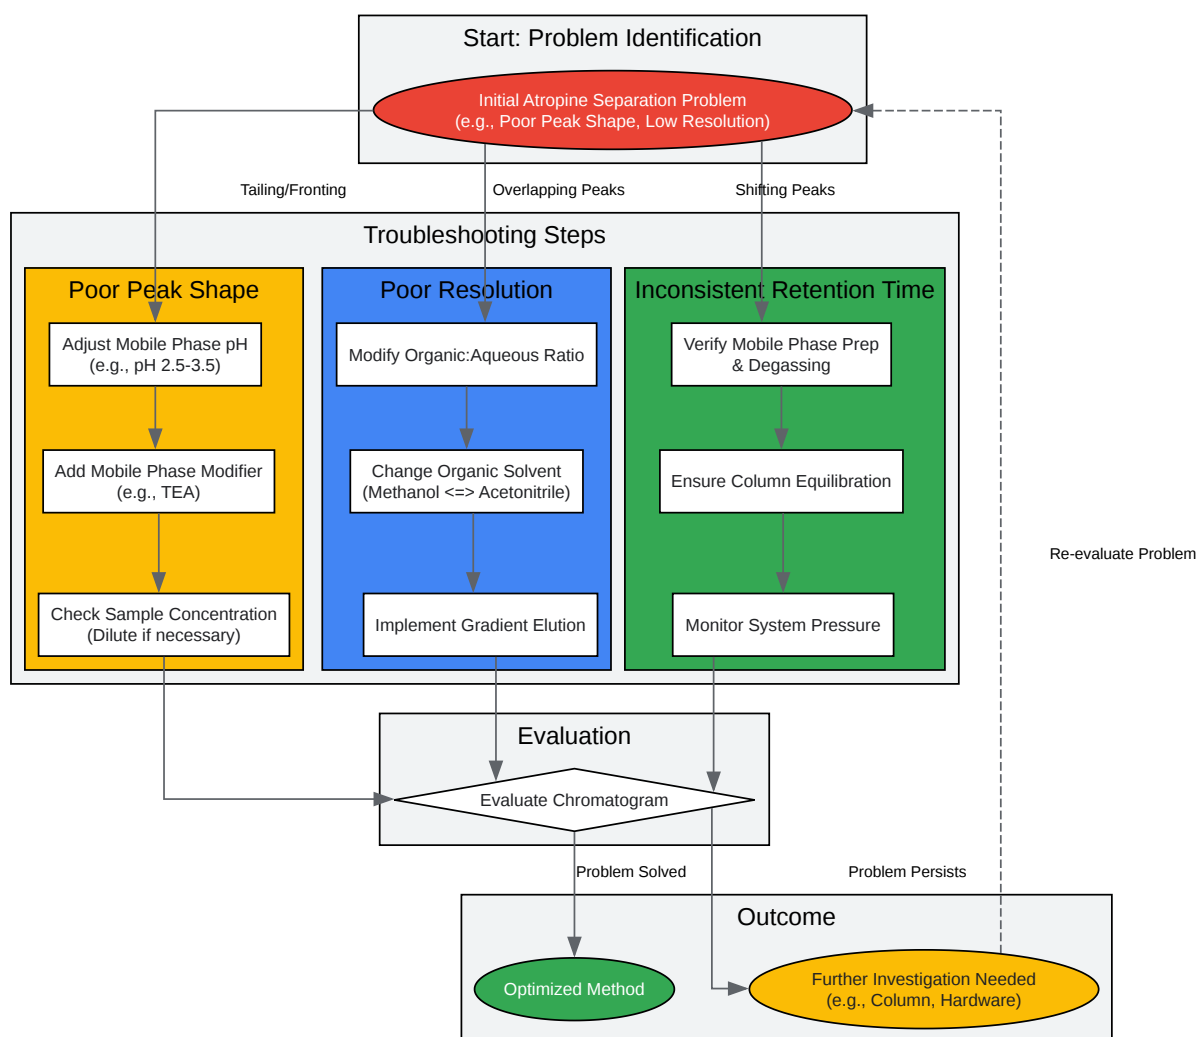 Start: Problem Identification
Initial Atropine Separation Problem
(e.g., Poor Peak Shape, Low Resolution)
Tailing/Fronting
Overlapping Peaks
Shifting Peaks
Troubleshooting Steps
Poor Peak Shape
Adjust Mobile Phase pH
(e.g., pH 2.5-3.5)
Add Mobile Phase Modifier
(e.g., TEA)
Check Sample Concentration
(Dilute if necessary)
Poor Resolution
Modify Organic:Aqueous Ratio
Change Organic Solvent
(Methanol <=> Acetonitrile)
Implement Gradient Elution
Inconsistent Retention Time
Verify Mobile Phase Prep
& Degassing
Ensure Column Equilibration
Monitor System Pressure
Re-evaluate Problem
Evaluation
Evaluate Chromatogram
Problem Solved
Problem Persists
Outcome
Optimized Method
Further Investigation Needed
(e.g., Column, Hardware)